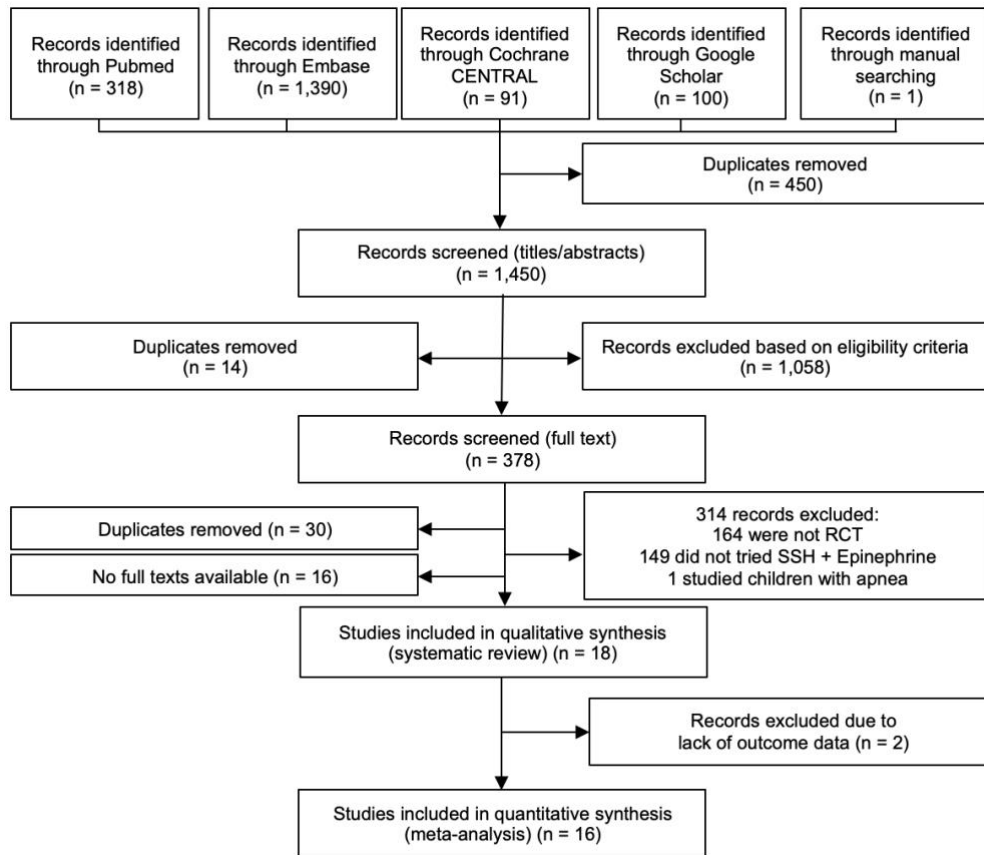 Records identified
through Pubmed
(n = 318)
Records identified
through Embase
(n = 1,390)
Records identified
through Cochrane
CENTRAL
(n = 91)
Records identified
through Google
Scholar
(n = 100)
Records identified
through manual
searching
(n = 1)
Duplicates removed
(n = 450)
Records screened (titles/abstracts)
(n = 1,450)
Duplicates removed
(n = 14)
Records excluded based on eligibility criteria
(n = 1,058)
Records screened (full text)
(n = 378)
Duplicates removed (n = 30)
No full texts available (n = 16)
314 records excluded:
164 were not RCT
149 did not tried SSH + Epinephrine
1 studied children with apnea
Studies included in qualitative synthesis
(systematic review) (n = 18)
Records excluded due to
lack of outcome data (n = 2)
Studies included in quantitative synthesis
(meta-analysis) (n = 16)